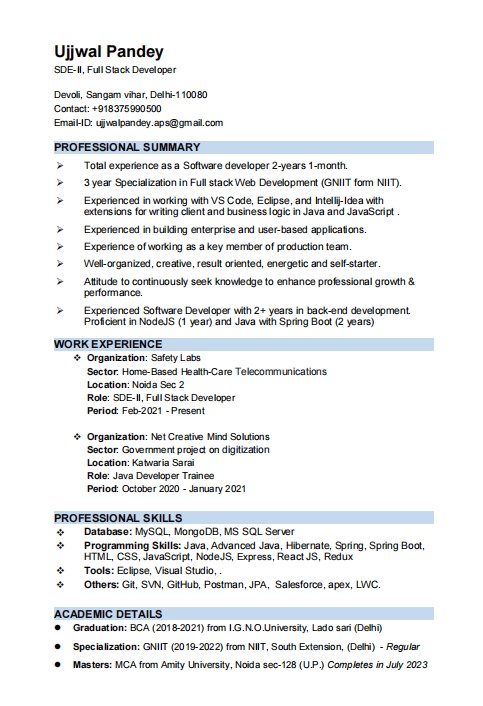 Ujjwal Pandey
SDE-II, Full Stack Developer
Devoli, Sangam vihar, Delhi-110080
Contact: +918375990500
Email-ID: ujjwalpandey.aps@gmail.com
PROFESSIONAL SUMMARY
➢ Total experience as a Software developer 2-years 1-month.
➢ 3 year Specialization in Full stack Web Development (GNIIT form NIIT).
➢ Experienced in working with VS Code, Eclipse, and Intellij-Idea with
extensions for writing client and business logic in Java and JavaScript .
➢ Experienced in building enterprise and user-based applications.
➢ Experience of working as a key member of production team.
➢ Well-organized, creative, result oriented, energetic and self-starter.
➢ Attitude to continuously seek knowledge to enhance professional growth &
performance.
➢ Experienced Software Developer with 2+ years in back-end development.
Proficient in NodeJS (1 year) and Java with Spring Boot (2 years)
WORK EXPERIENCE
❖ Organization: Safety Labs
Sector: Home-Based Health-Care Telecommunications
Location: Noida Sec 2
Role: SDE-II, Full Stack Developer
Period: Feb-2021 - Present
❖ Organization: Net Creative Mind Solutions
Sector: Government project on digitization
Location: Katwaria Sarai
Role: Java Developer Trainee
Period: October 2020 - January 2021
PROFESSIONAL SKILLS
❖ Database: MySQL, MongoDB, MS SQL Server
❖ Programming Skills: Java, Advanced Java, Hibernate, Spring, Spring Boot,
HTML, CSS, JavaScript, NodeJS, Express, React JS, Redux
❖ Tools: Eclipse, Visual Studio, .
❖ Others: Git, SVN, GitHub, Postman, JPA, Salesforce, apex, LWC.
ACADEMIC DETAILS
● Graduation: BCA (2018-2021) from I.G.N.O.University, Lado sari (Delhi)
● Specialization: GNIIT (2019-2022) from NIIT, South Extension, (Delhi) - Regular
● Masters: MCA from Amity University, Noida sec-128 (U.P.) Completes in July 2023